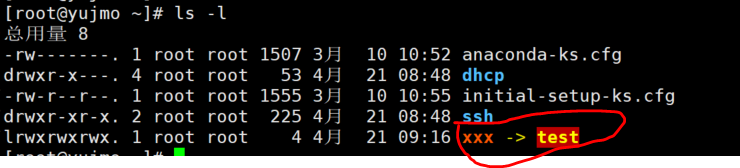 [root@yujmo ~]# ls -l
总用量 8
-rw-------. 1 root root 1507 3月  10 10:52 anaconda-ks.cfg
drwxr-x---. 4 root root   53 4月  21 08:48 dhcp
-rw-r--r--. 1 root root 1555 3月  10 10:55 initial-setup-ks.cfg
drwxr-xr-x. 2 root root  225 4月  21 08:48 ssh
lrwxrwxrwx. 1 root root    4 4月  21 09:16 xxx -> test
[root@yujmo ~]#